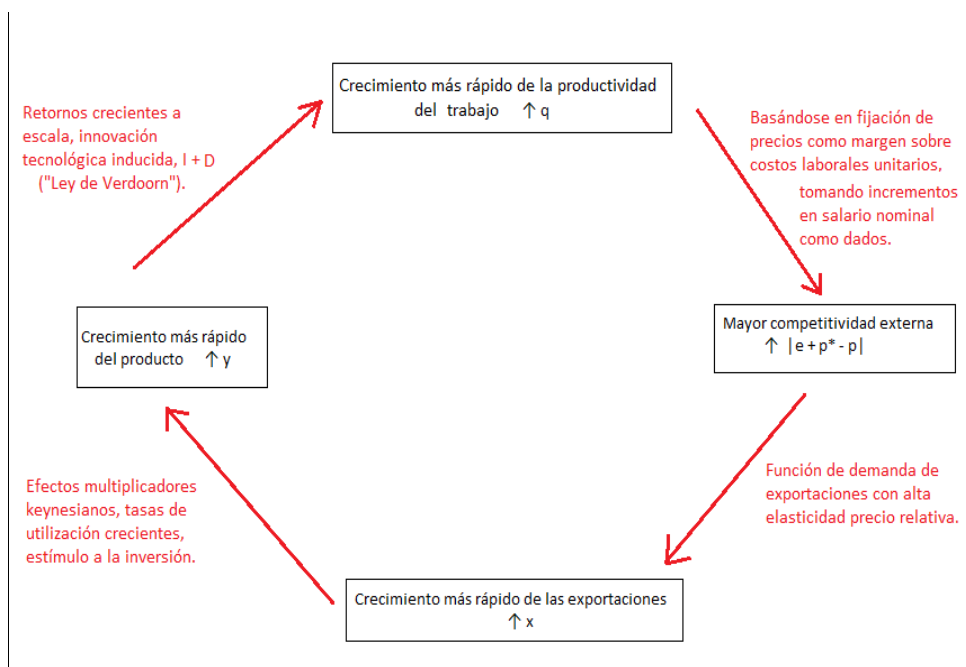 Crecimiento más rápido de la productividad
del trabajo ↑ q
Retornos crecientes a
escala, innovación
tecnológica inducida, I + D
("Ley de Verdoorn").
Basándose en fijación de
precios como margen sobre
costos laborales unitarios,
tomando incrementos
en salario nominal
como dados.
Crecimiento más rápido
del producto ↑ y
Mayor competitividad externa
↑ |e + p* - p|
Efectos multiplicadores
keynesianos, tasas de
utilización crecientes,
estímulo a la inversión.
Función de demanda de
exportaciones con alta
elasticidad precio relativa.
Crecimiento más rápido de las exportaciones
↑ x